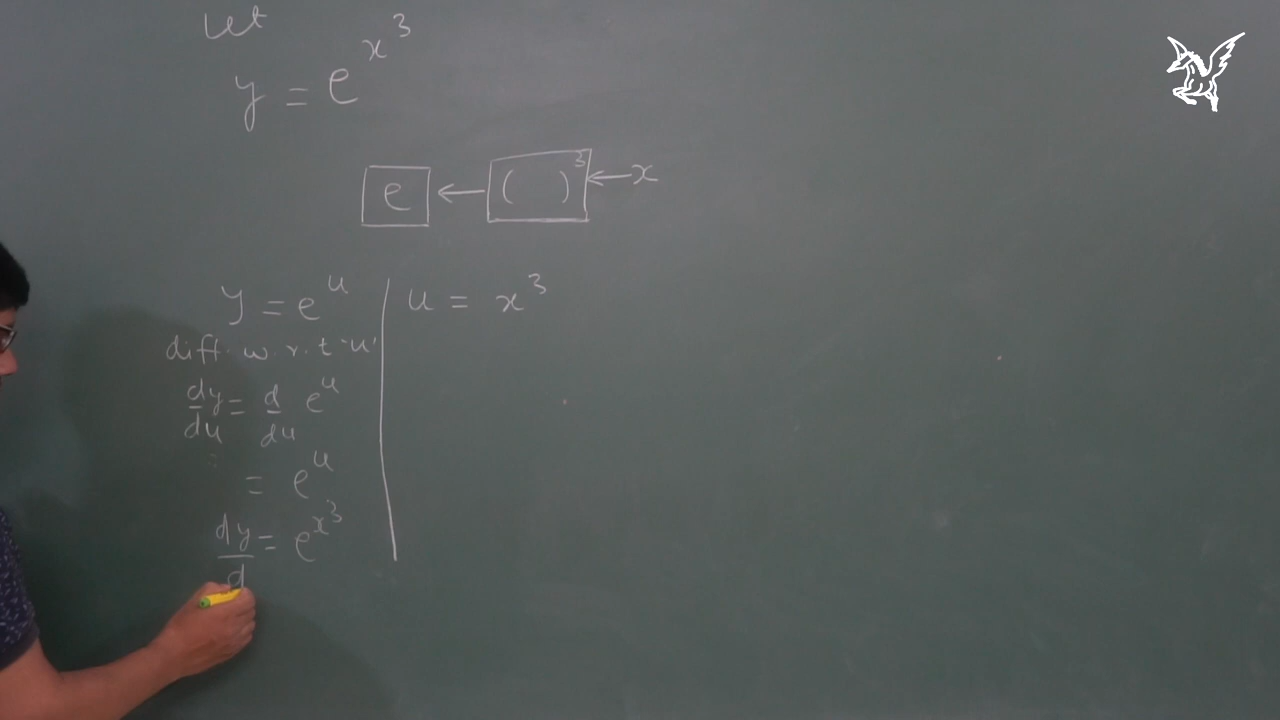 Let
y = e^{x^3}
e ← ( )^3 ← x
y = e^u
diff. w. r. t 'u'
dy/du = d/du e^u
= e^u
dy/d = e^{x^3}
u = x^3